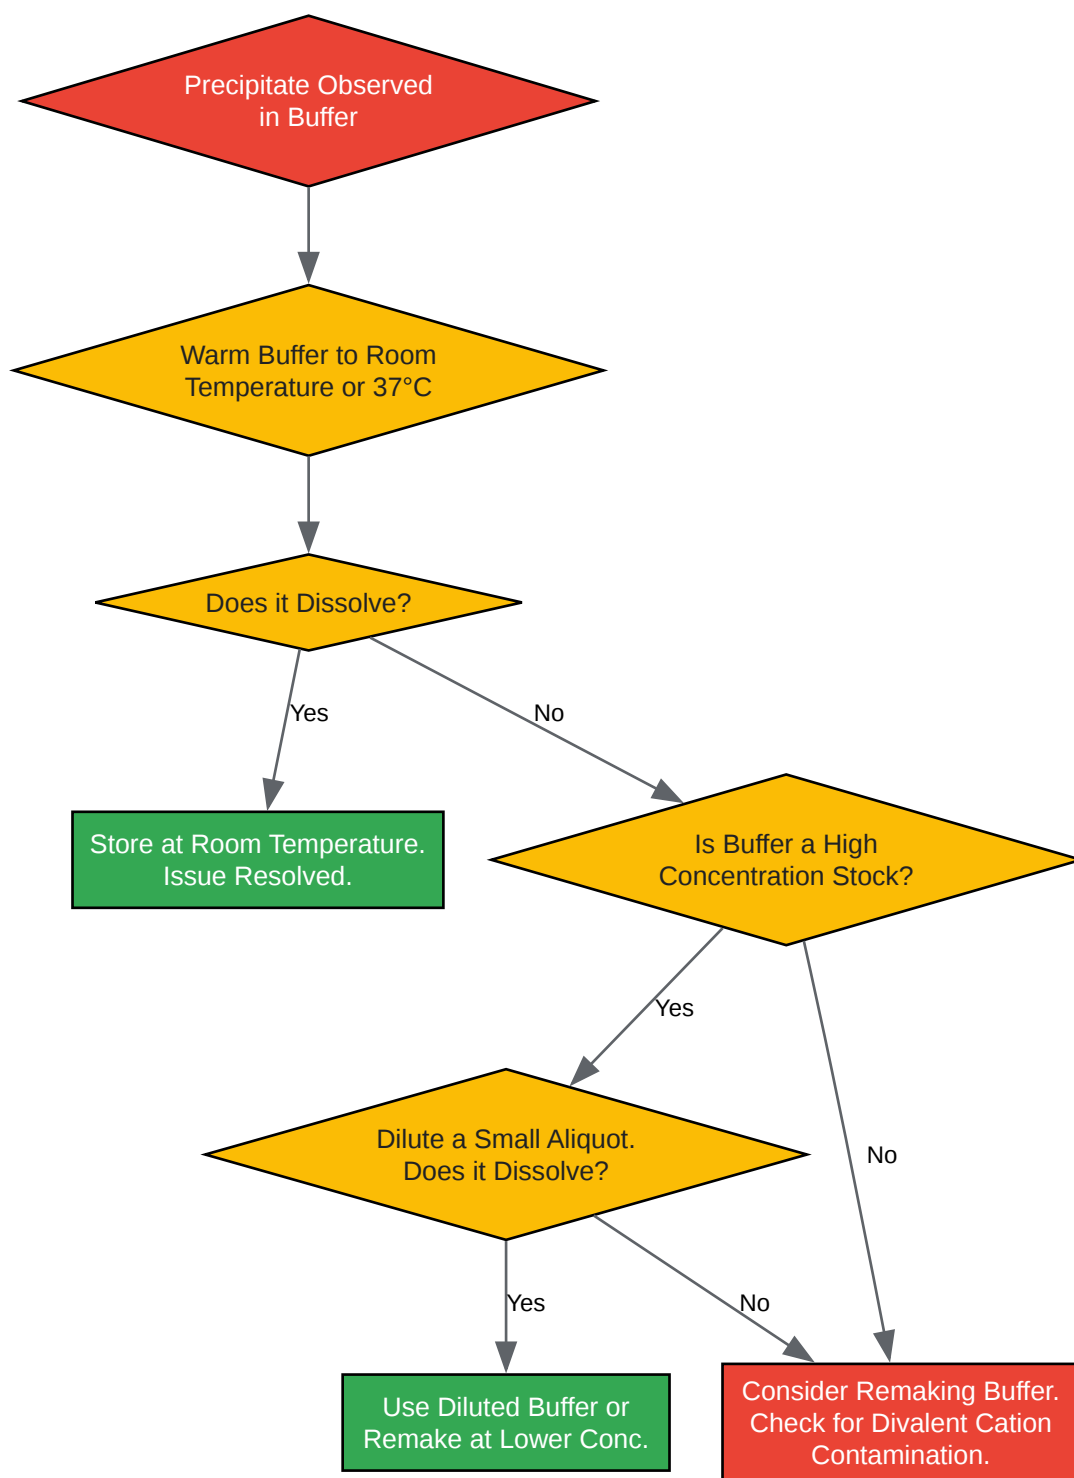 Precipitate Observed
in Buffer
Warm Buffer to Room
Temperature or 37°C
Does it Dissolve?
Yes
No
Store at Room Temperature.
Issue Resolved.
Is Buffer a High
Concentration Stock?
Yes
No
Dilute a Small Aliquot.
Does it Dissolve?
Yes
No
Use Diluted Buffer or
Remake at Lower Conc.
Consider Remaking Buffer.
Check for Divalent Cation
Contamination.